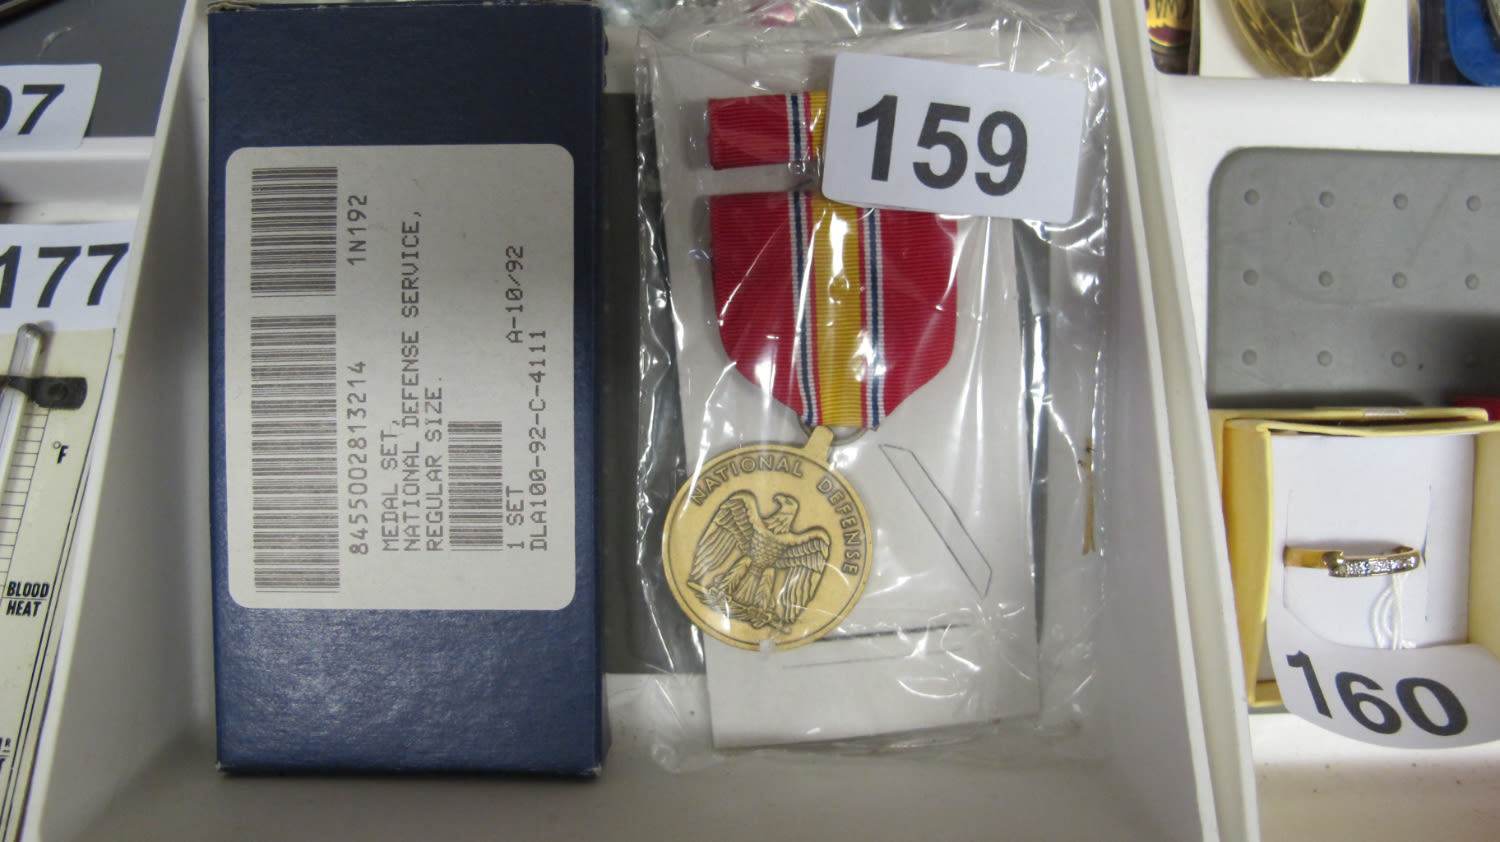 97
177
°F
BLOOD
HEAT
1N192
8455002813214
MEDAL SET,
NATIONAL DEFENSE SERVICE,
REGULAR SIZE.
1 SET A-10/92
DLA100-92-C-4111
159
NATIONAL DEFENSE
160